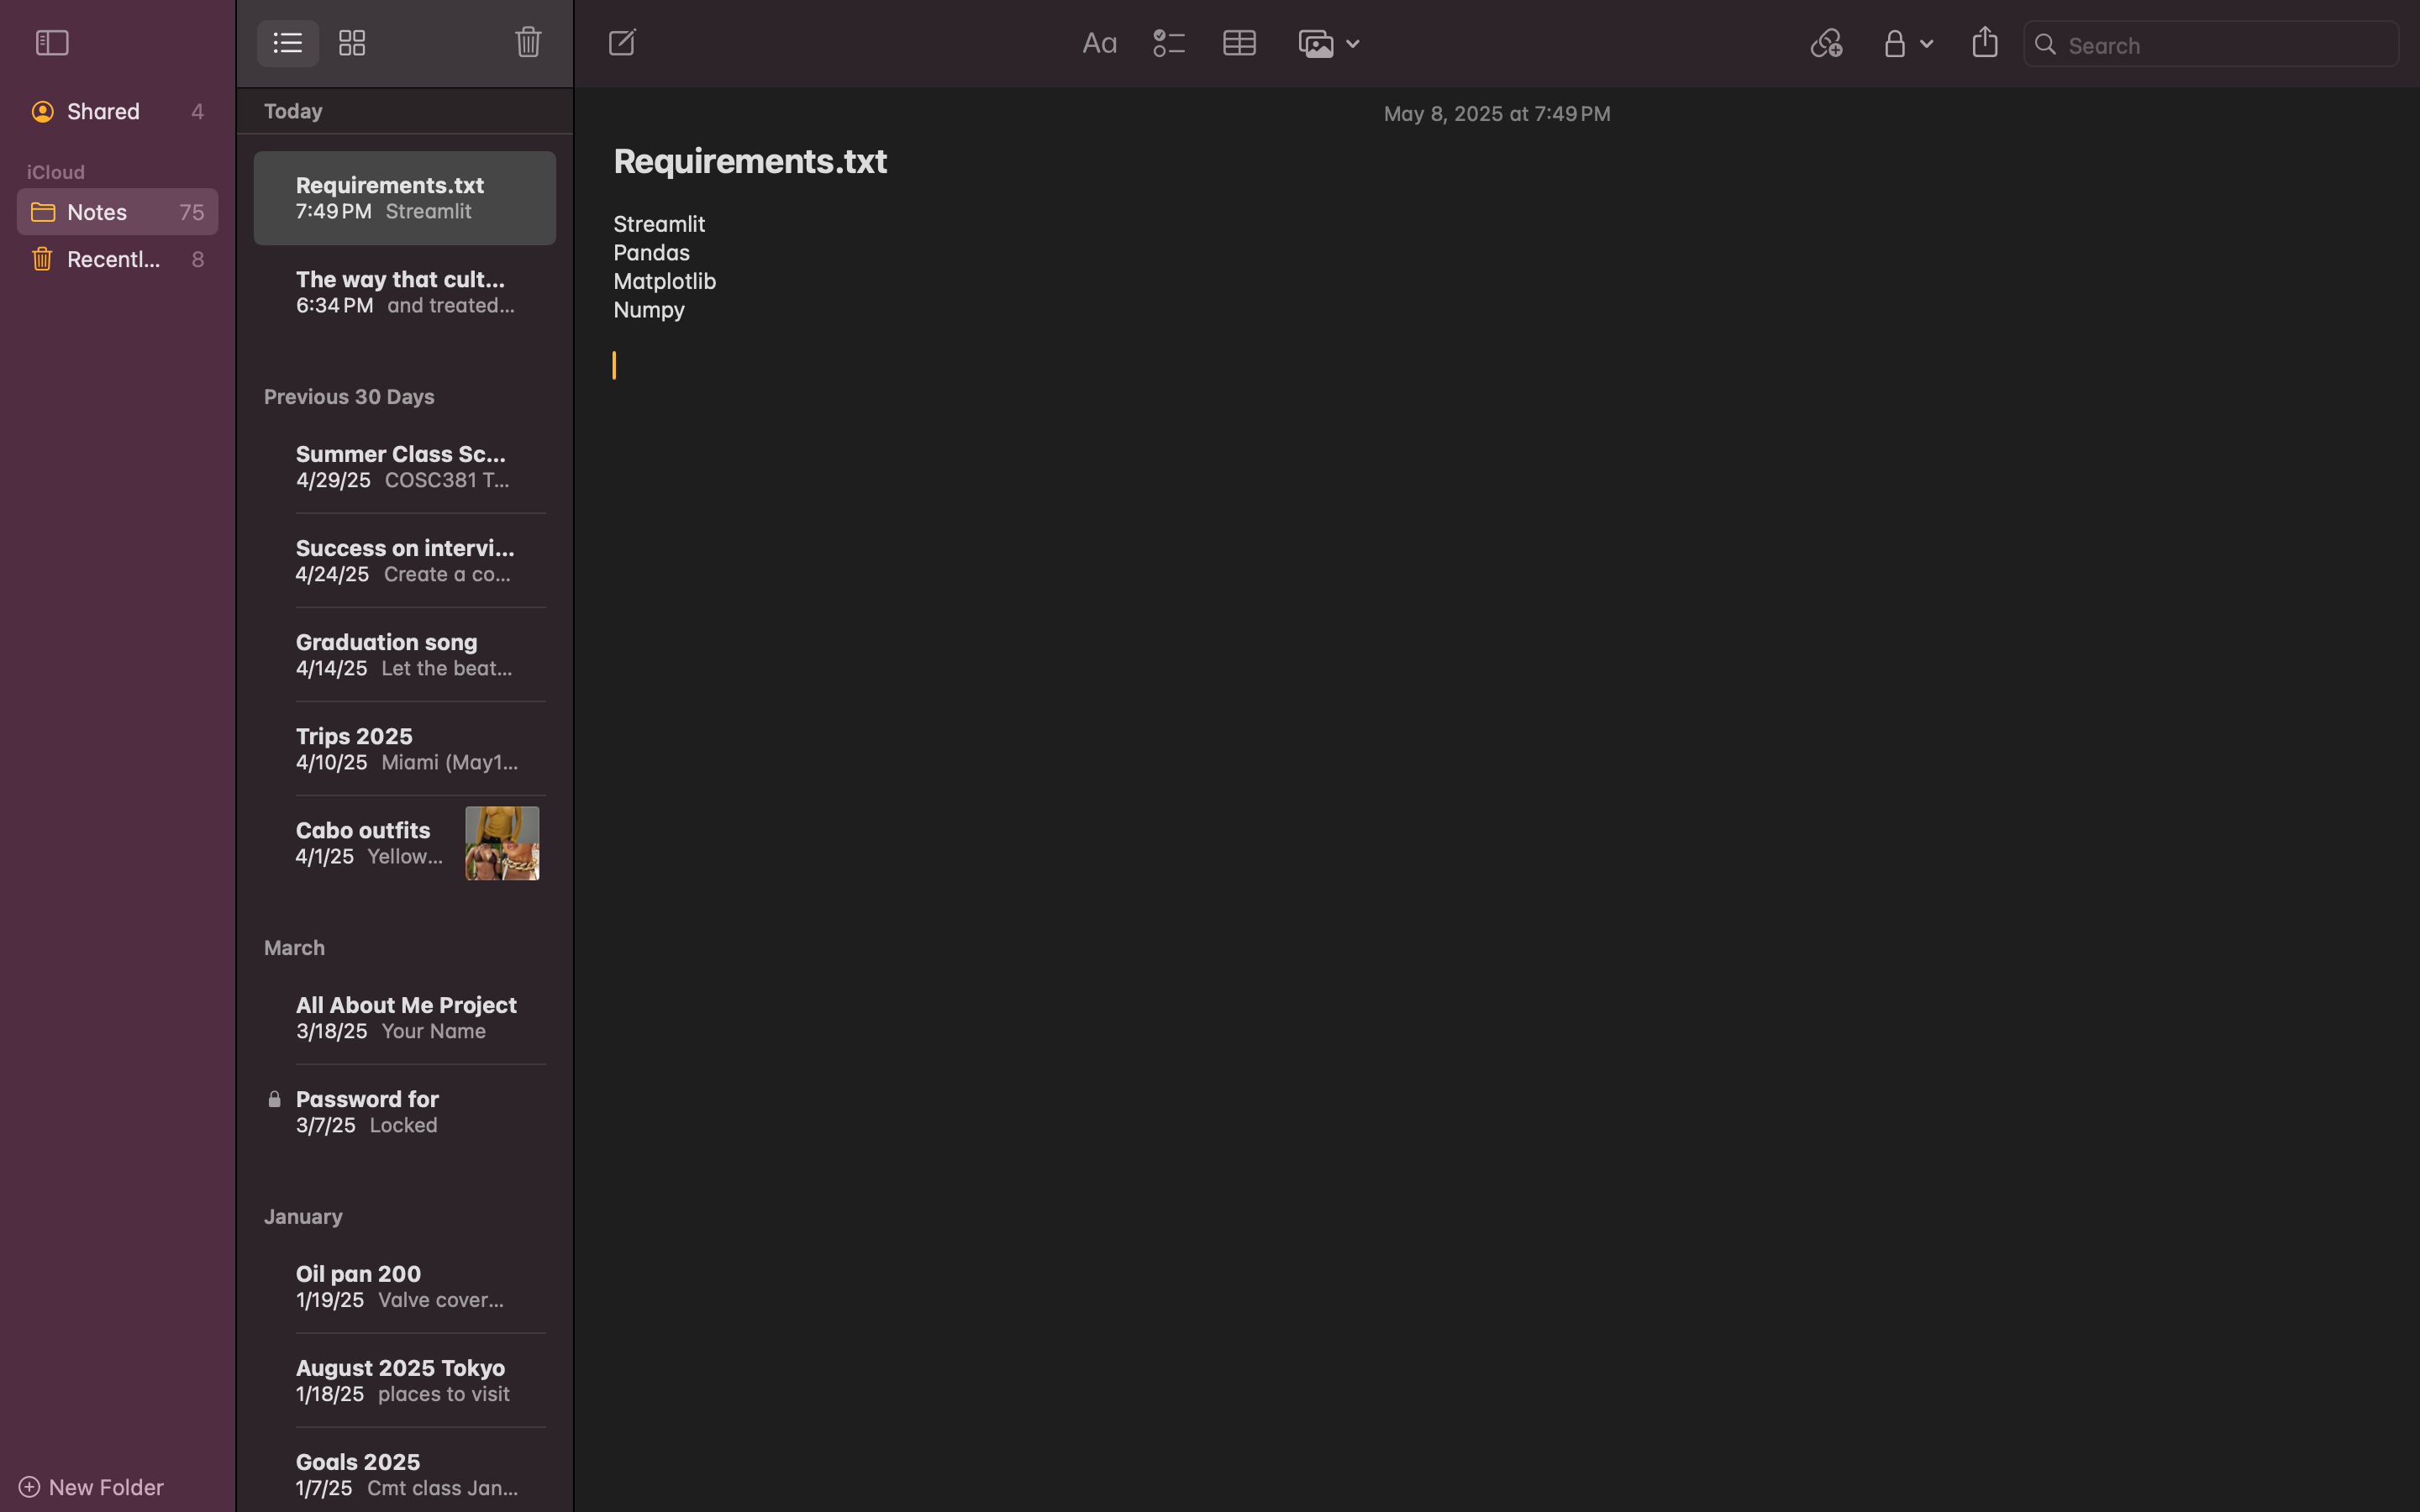 Shared 4
iCloud
Notes 75
Recentl... 8
New Folder
Today
Requirements.txt
7:49 PM Streamlit
The way that cult...
6:34 PM and treated...
Previous 30 Days
Summer Class Sc...
4/29/25 COSC381 T...
Success on intervi...
4/24/25 Create a co...
Graduation song
4/14/25 Let the beat...
Trips 2025
4/10/25 Miami (May1...
Cabo outfits
4/1/25 Yellow...
March
All About Me Project
3/18/25 Your Name
Password for
3/7/25 Locked
January
Oil pan 200
1/19/25 Valve cover...
August 2025 Tokyo
1/18/25 places to visit
Goals 2025
1/7/25 Cmt class Jan...
Aa
Search
May 8, 2025 at 7:49 PM
Requirements.txt
Streamlit
Pandas
Matplotlib
Numpy